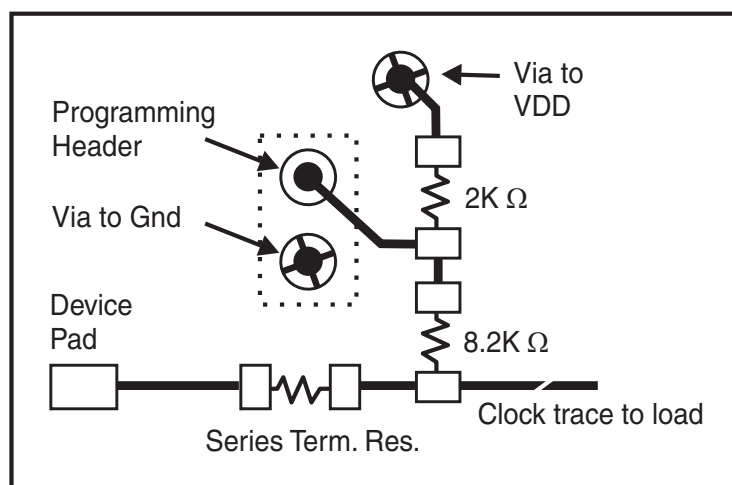 Via to
VDD
Programming
Header
2K Ω
Via to Gnd
Device
Pad
8.2K Ω
Clock trace to load
Series Term. Res.